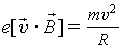 e[v⃗ · B⃗] = mv²/R